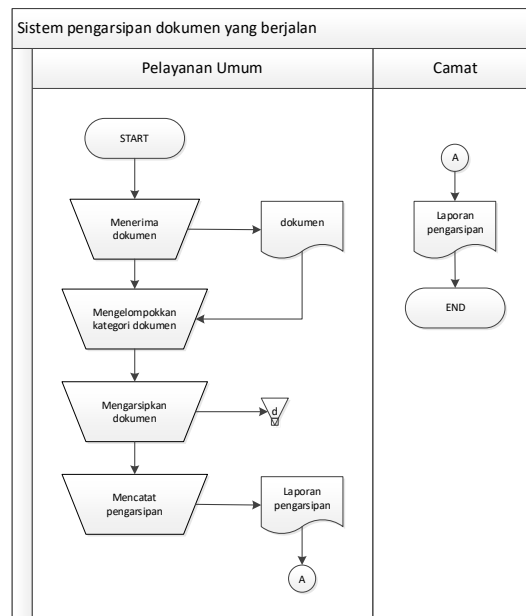 Sistem pengarsipan dokumen yang berjalan
Pelayanan Umum
Camat
START
Menerima
dokumen
dokumen
Mengelompokkan
kategori dokumen
Mengarsipkan
dokumen
d
Mencatat
pengarsipan
Laporan
pengarsipan
A
A
Laporan
pengarsipan
END